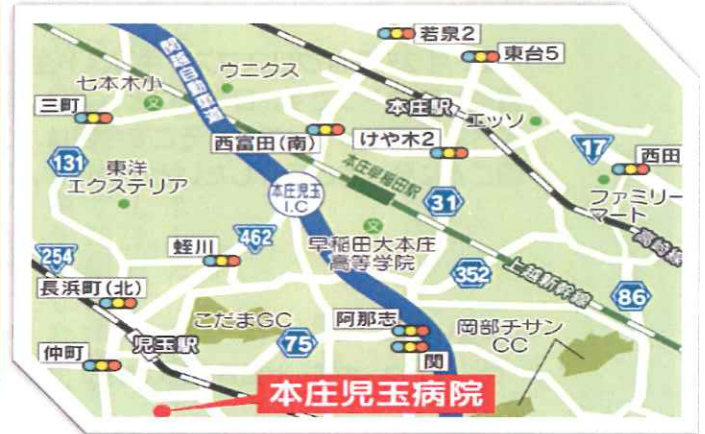 若泉2
東台5
関越自動車道
ウニクス
七本木小
文
三町
本庄駅
エッソ
西富田(南)
けや木2
17
西田
131
東洋
エクステリア
本庄児玉
I.C
本庄早稲田駅
31
ファミリー
マート
文
早稲田大本庄
高等学院
462
254
蛭川
高崎線
352
上越新幹線
86
長浜町(北)
こだまGC
阿那志
岡部チサン
CC
児玉駅
75
仲町
関
本庄児玉病院